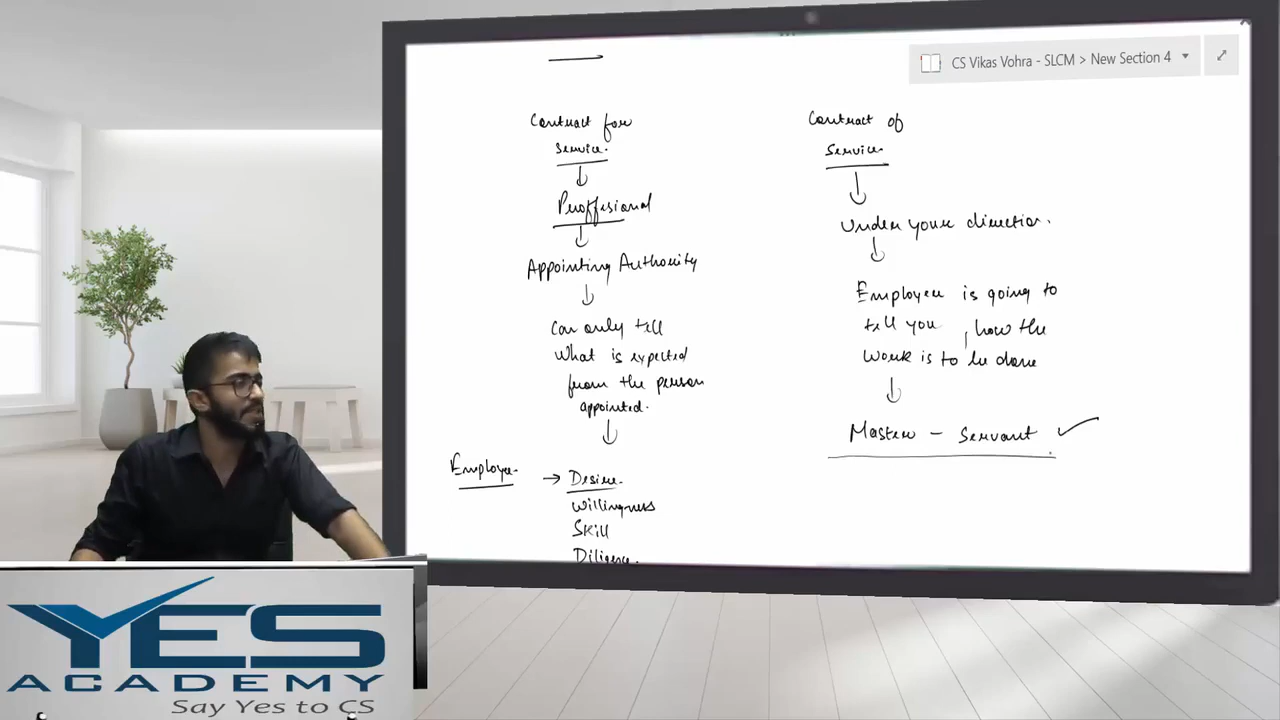 CS Vikas Vohra - SLCM > New Section 4
Contract for
Service.
Proffesional
Appointing Authority
Can only tell
What is expected
from the person
appointed.
Employee.
→ Desire.
Willingness
Skill
Diligence.
Contract of
Service.
Under your direction.
Employer is going to
tell you, how the
Work is to be done
Master - Servant ✓
YES
ACADEMY
Say Yes to CS